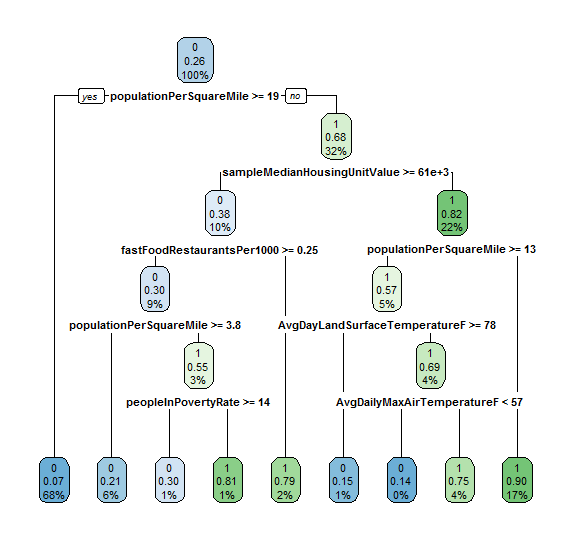 0
0.26
100%
yes populationPerSquareMile >= 19 no
1
0.68
32%
sampleMedianHousingUnitValue >= 61e+3
0 1
0.38 0.82
10% 22%
fastFoodRestaurantsPer1000 >= 0.25 populationPerSquareMile >= 13
0 1
0.30 0.57
9% 5%
populationPerSquareMile >= 3.8 AvgDayLandSurfaceTemperatureF >= 78
1 1
0.55 0.69
3% 4%
peopleInPovertyRate >= 14 AvgDailyMaxAirTemperatureF < 57
0 0 0 1 1 0 0 1 1
0.07 0.21 0.30 0.81 0.79 0.15 0.14 0.75 0.90
68% 6% 1% 1% 2% 1% 0% 4% 17%